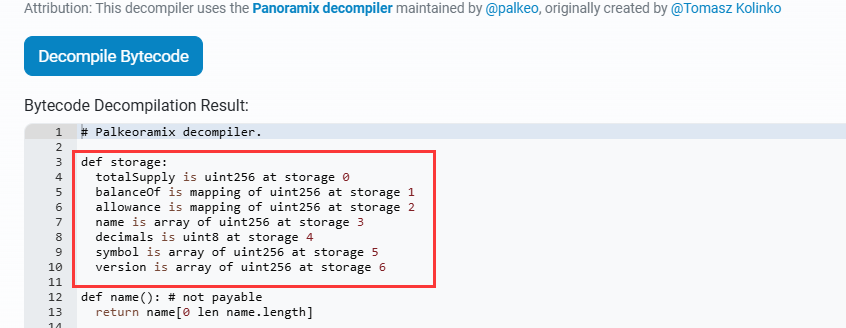 Attribution: This decompiler uses the Panoramix decompiler maintained by @palkeo, originally created by @Tomasz Kolinko
Decompile Bytecode
Bytecode Decompilation Result:
1 # Palkeoramix decompiler.
2
3 def storage:
4 totalSupply is uint256 at storage 0
5 balanceOf is mapping of uint256 at storage 1
6 allowance is mapping of uint256 at storage 2
7 name is array of uint256 at storage 3
8 decimals is uint8 at storage 4
9 symbol is array of uint256 at storage 5
10 version is array of uint256 at storage 6
11
12 def name(): # not payable
13 return name[0 len name.length]
14